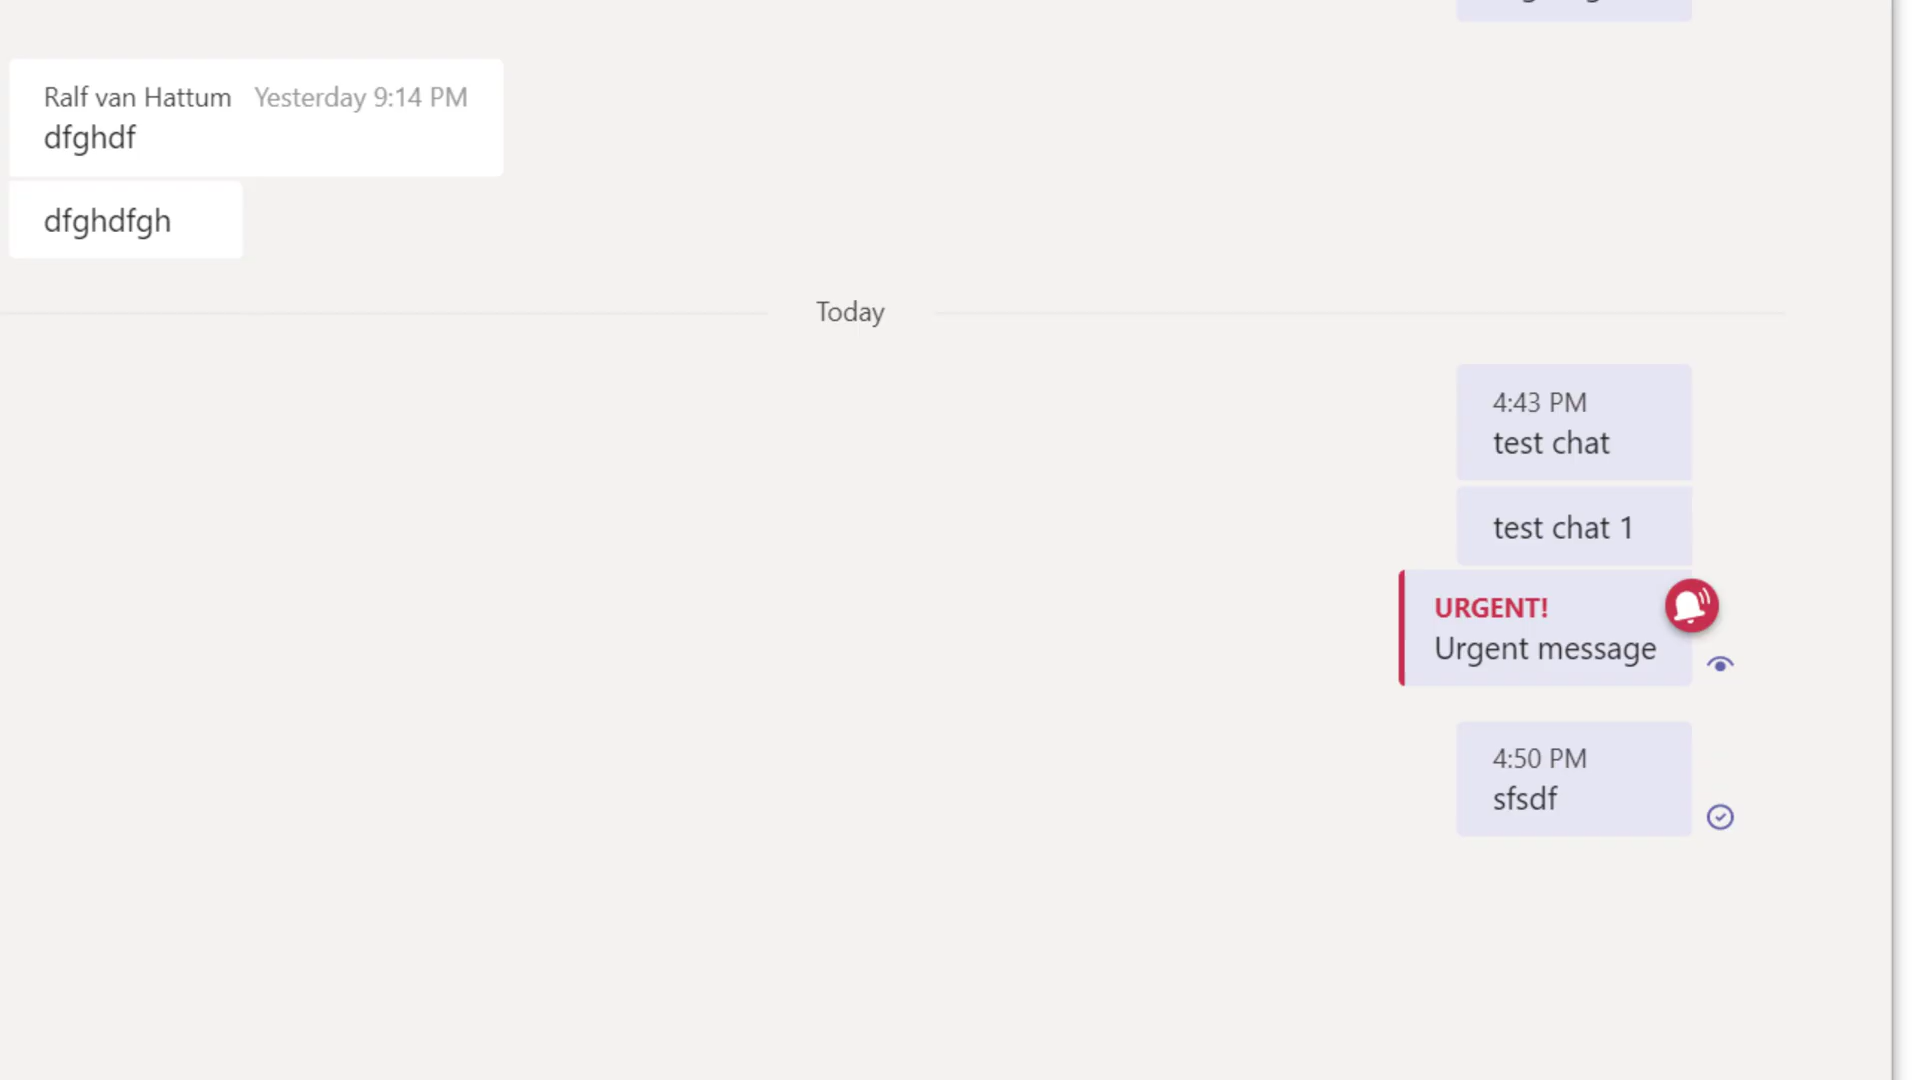 Ralf van Hattum Yesterday 9:14 PM
dfghdf
dfghdfgh
Today
4:43 PM
test chat
test chat 1
URGENT!
Urgent message
4:50 PM
sfsdf